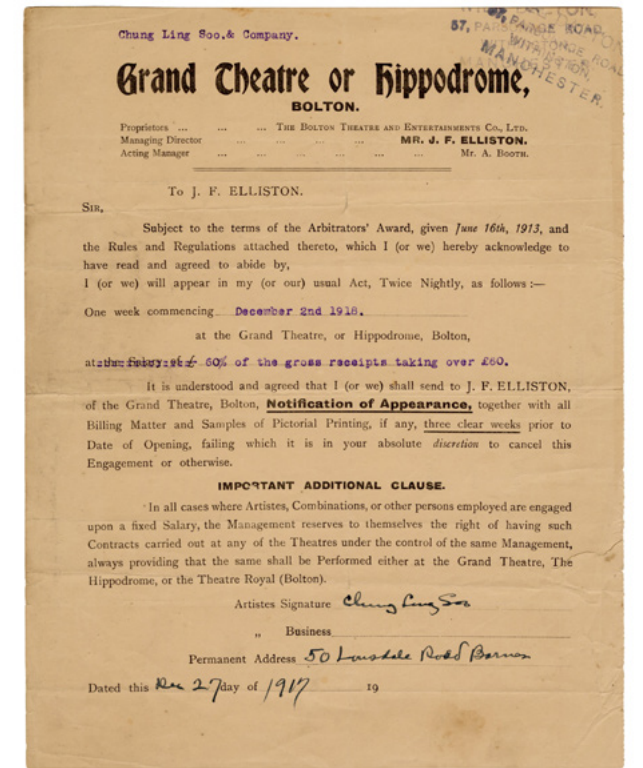 Chung Ling Soo.& Company.
57, PARSONAGE ROAD,
WITHINGTON,
MANCHESTER.
Grand Theatre or Hippodrome,
BOLTON.
Proprietors ... ... ... THE BOLTON THEATRE AND ENTERTAINMENTS CO., LTD.
Managing Director ... ... ... ... MR. J. F. ELLISTON.
Acting Manager ... ... ... ... ... ... MR. A. BOOTH.
To J. F. ELLISTON.
SIR,
Subject to the terms of the Arbitrators' Award, given June 16th, 1913, and
the Rules and Regulations attached thereto, which I (or we) hereby acknowledge to
have read and agreed to abide by,
I (or we) will appear in my (or our) usual Act, Twice Nightly, as follows :—
One week commencing December 2nd 1918.
at the Grand Theatre, or Hippodrome, Bolton,
at the Salary of £ 60% of the gross receipts taking over £60.
It is understood and agreed that I (or we) shall send to J. F. ELLISTON,
of the Grand Theatre, Bolton, Notification of Appearance, together with all
Billing Matter and Samples of Pictorial Printing, if any, three clear weeks prior to
Date of Opening, failing which it is in your absolute discretion to cancel this
Engagement or otherwise.
IMPORTANT ADDITIONAL CLAUSE.
In all cases where Artistes, Combinations, or other persons employed are engaged
upon a fixed Salary, the Management reserves to themselves the right of having such
Contracts carried out at any of the Theatres under the control of the same Management,
always providing that the same shall be Performed either at the Grand Theatre, The
Hippodrome, or the Theatre Royal (Bolton).
Artistes Signature Chung Ling Soo
„ Business
Permanent Address 50 Lonsdale Road Barnes
Dated this Dec 27 day of 1917 19